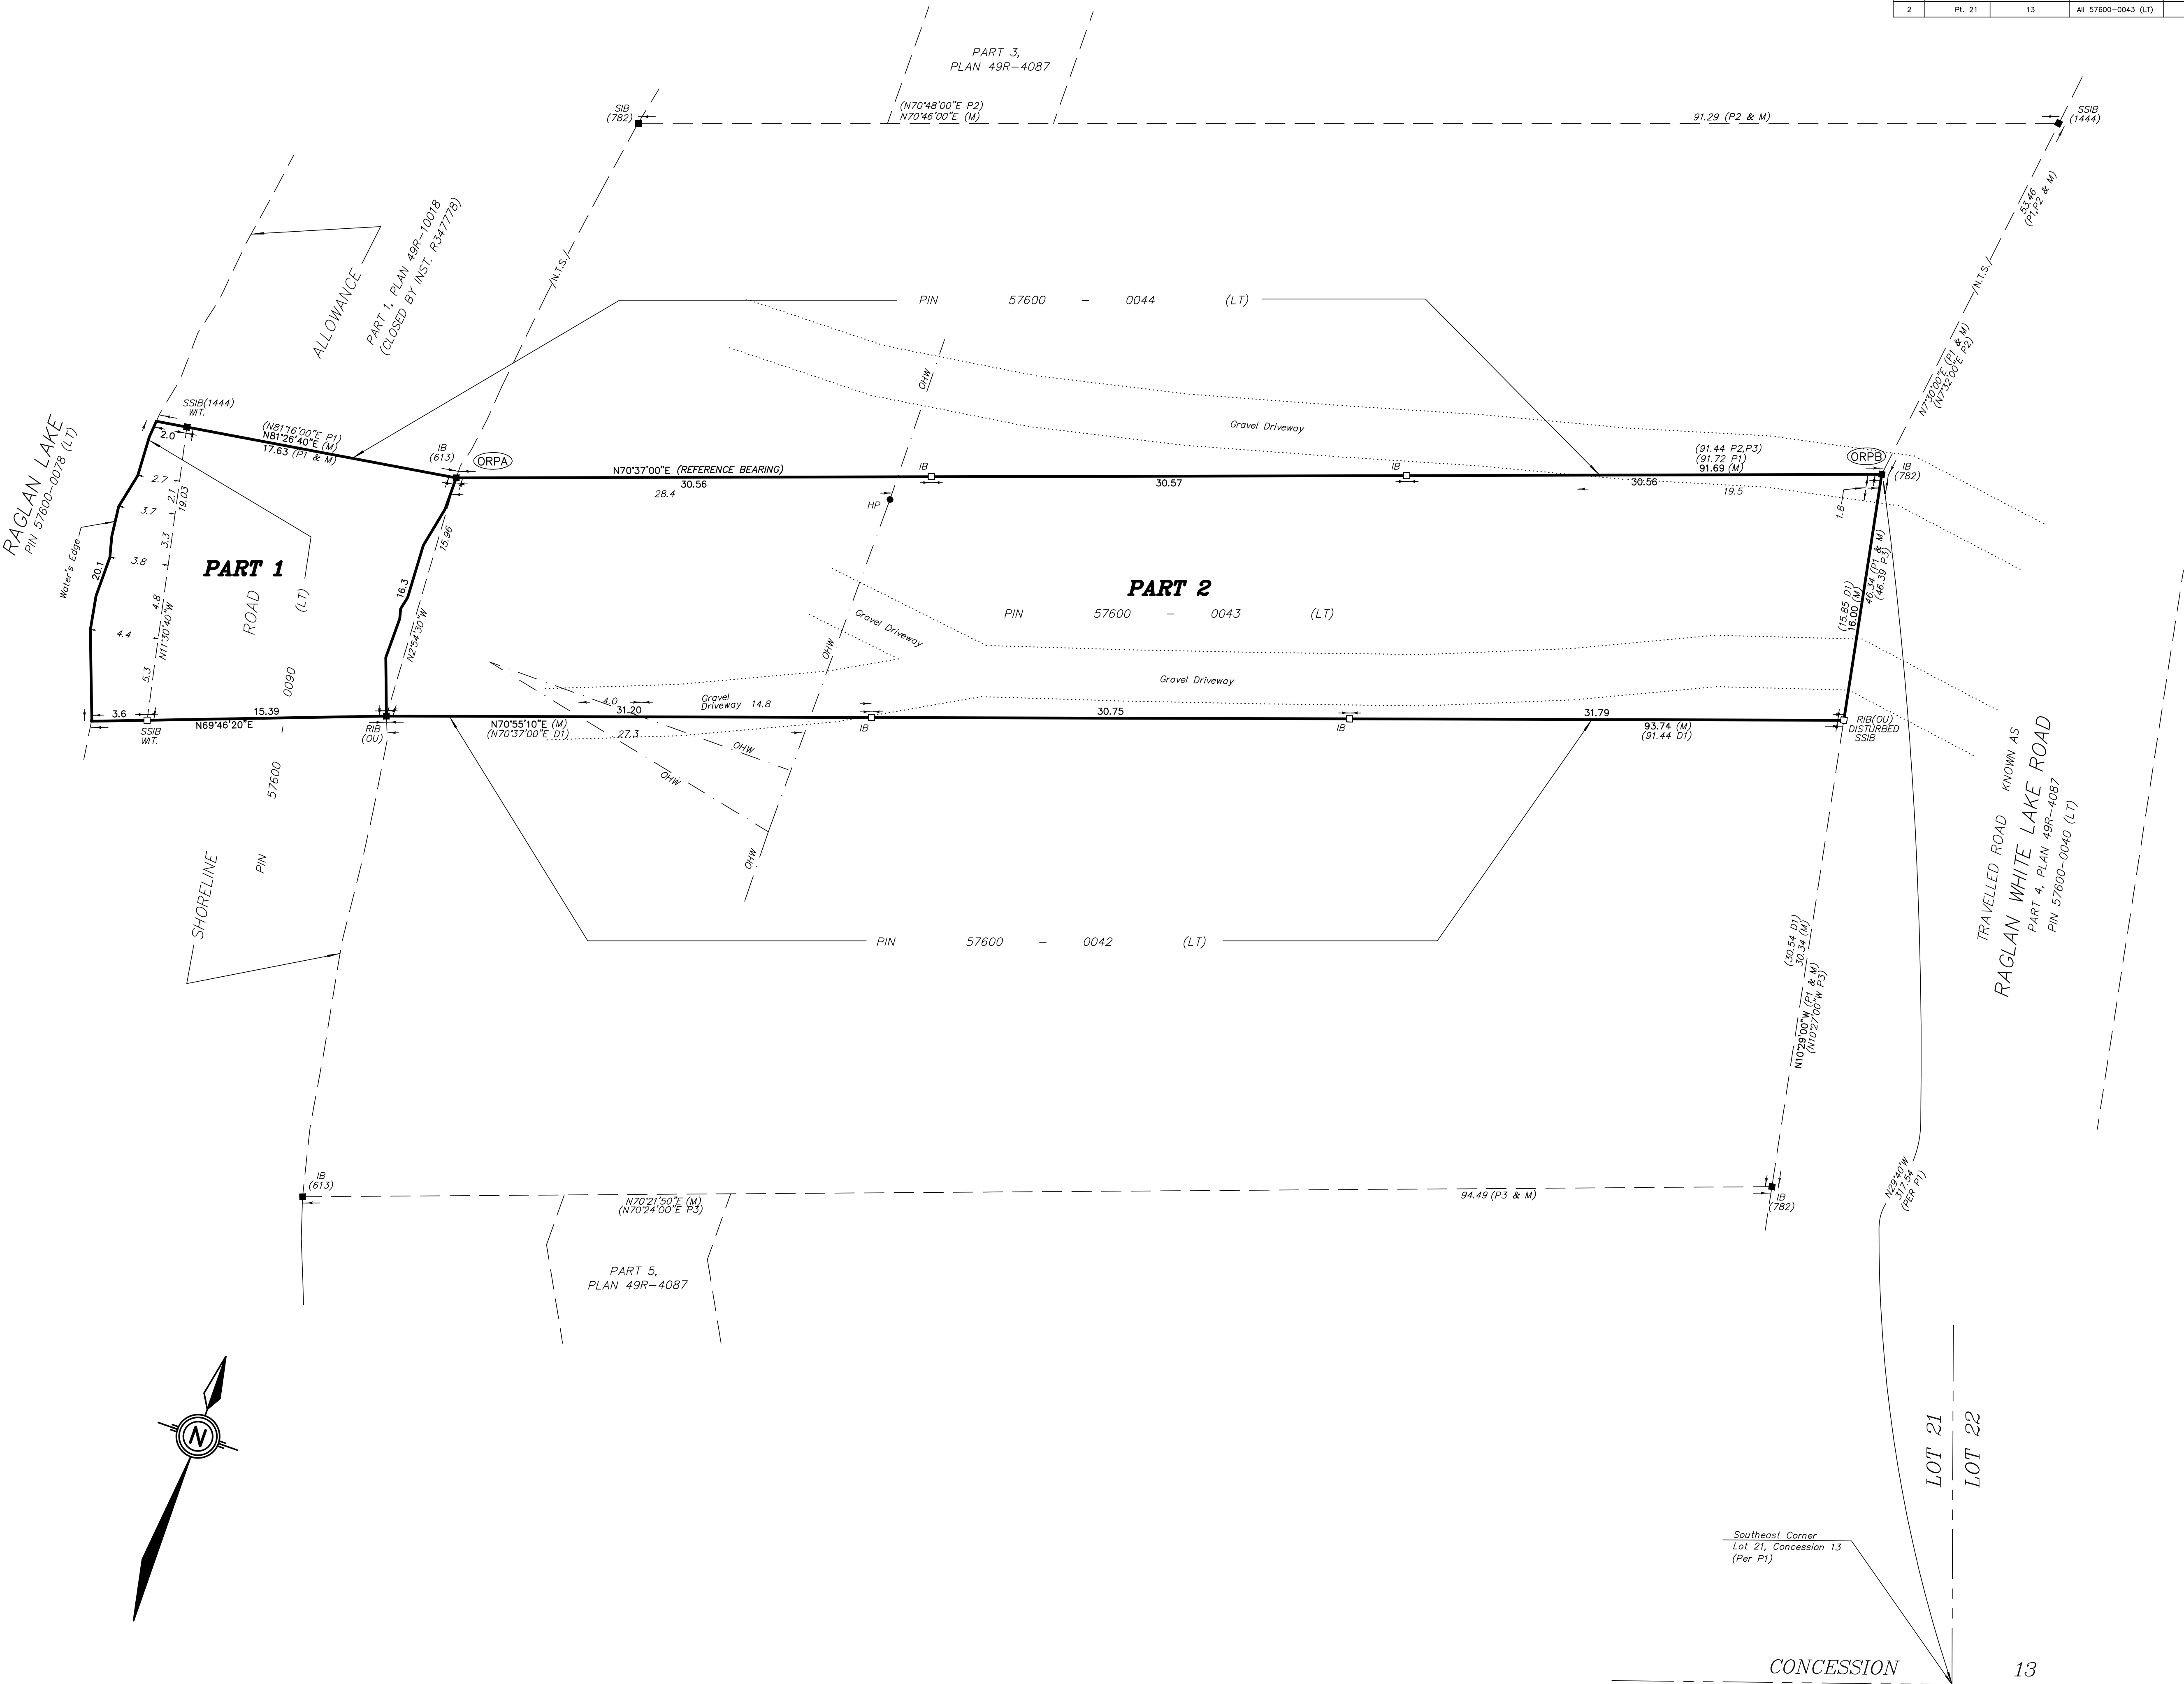 2 Pt. 21 13 All 57600-0043 (LT)
PART 3,
PLAN 49R-4087
SIB
(782)
(N70°48'00"E P2)
N70°46'00"E (M)
91.29 (P2 & M)
SSIB
(1444)
53.46
(P1,P2 & M)
N.T.S.
N.T.S.
ALLOWANCE
PART 1, PLAN 49R-10018
(CLOSED BY INST. R347778)
PIN 57600 - 0044 (LT)
N7°30'00"E (P1 & M)
(N7°32'00"E P2)
RAGLAN LAKE
PIN 57600-0078 (LT)
SSIB(1444)
WIT.
2.0
(N81°16'00"E P1)
N81°26'40"E (M)
17.63 (P1 & M)
IB
(613)
ORPA
N70°37'00"E (REFERENCE BEARING)
30.56
28.4
IB
OHW
HP
30.57
Gravel Driveway
IB
30.56
19.5
(91.44 P2,P3)
(91.72 P1)
91.69 (M)
ORPB
IB
(782)
1.8
2.7
2.1
19.03
3.7
3.3
3.8
4.8
4.4
N11°30'40"W
5.3
Water's Edge
20.1
PART 1
ROAD
(LT)
15.96
16.3
N2°54'30"W
PART 2
PIN 57600 - 0043 (LT)
Gravel Driveway
OHW
Gravel Driveway
46.34 (P1 & M)
(46.39 P3)
(15.85 D1)
16.00 (M)
3.6
SSIB
WIT.
15.39
N69°46'20"E
RIB
(OU)
4.0
31.20
Gravel
Driveway 14.8
N70°55'10"E (M)
(N70°37'00"E D1)
27.3
IB
30.75
IB
31.79
93.74 (M)
(91.44 D1)
RIB(OU)
DISTURBED
SSIB
OHW
OHW
OHW
0090
57600
-
PIN
SHORELINE
PIN 57600 - 0042 (LT)
TRAVELLED ROAD KNOWN AS
RAGLAN WHITE LAKE ROAD
PART 4, PLAN 49R-4087
PIN 57600-0040 (LT)
(30.54 D1)
30.34 (M)
N10°29'00"W (P1 & M)
(N10°27'00"W P3)
IB
(613)
N70°21'50"E (M)
(N70°24'00"E P3)
94.49 (P3 & M)
IB
(782)
N29°40'W
317.54
(PER P1)
PART 5,
PLAN 49R-4087
N
LOT 21
LOT 22
Southeast Corner
Lot 21, Concession 13
(Per P1)
CONCESSION 13